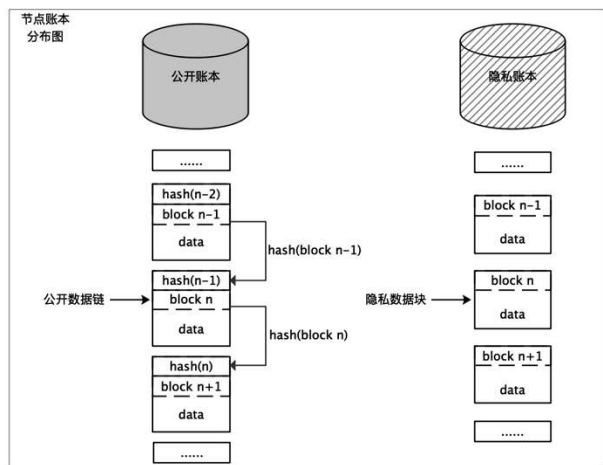 节点账本
分布图
公开账本
隐私账本
......
hash(n-2)
block n-1
data
hash(block n-1)
hash(n-1)
公开数据链
block n
data
hash(block n)
hash(n)
block n+1
data
......
......
block n-1
data
隐私数据块
block n
data
block n+1
data
......